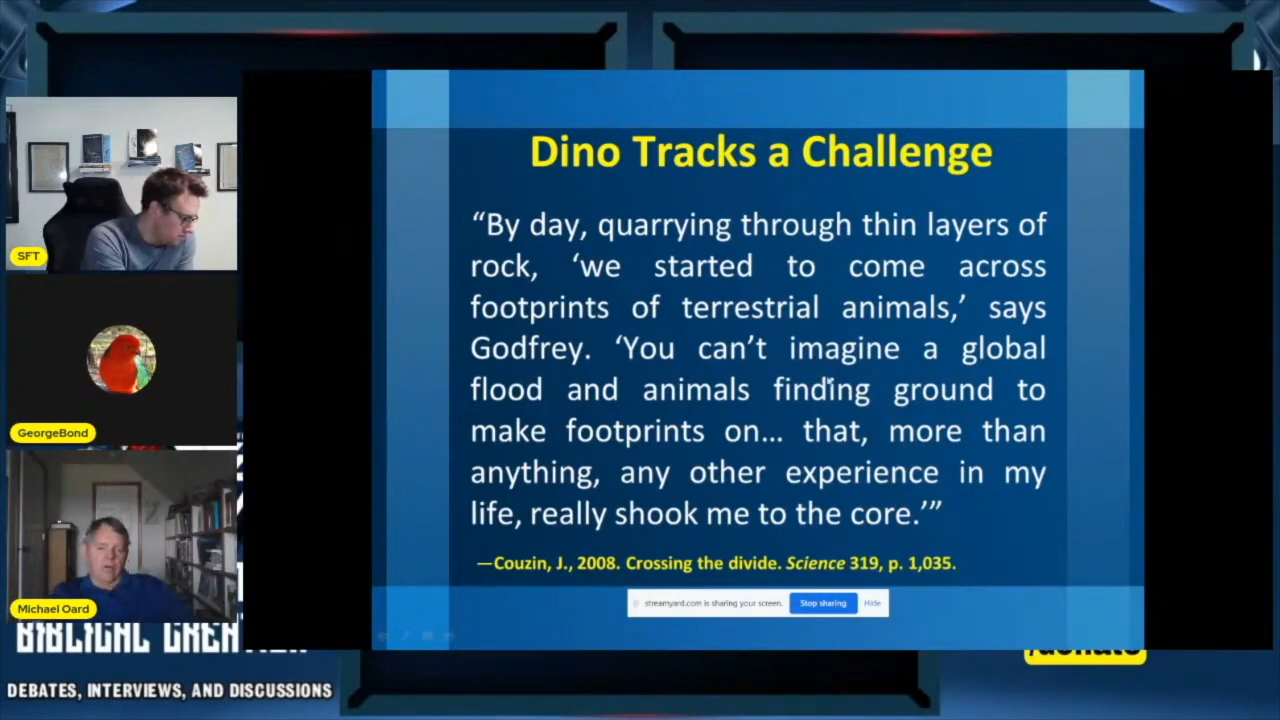 Dino Tracks a Challenge
“By day, quarrying through thin layers of
rock, ‘we started to come across
footprints of terrestrial animals,’ says
Godfrey. ‘You can’t imagine a global
flood and animals finding ground to
make footprints on… that, more than
anything, any other experience in my
life, really shook me to the core.’”
—Couzin, J., 2008. Crossing the divide. Science 319, p. 1,035.
streamyard.com is sharing your screen. Stop sharing Hide
SFT
GeorgeBond
Michael Oard
BIBLICAL
DEBATES, INTERVIEWS, AND DISCUSSIONS